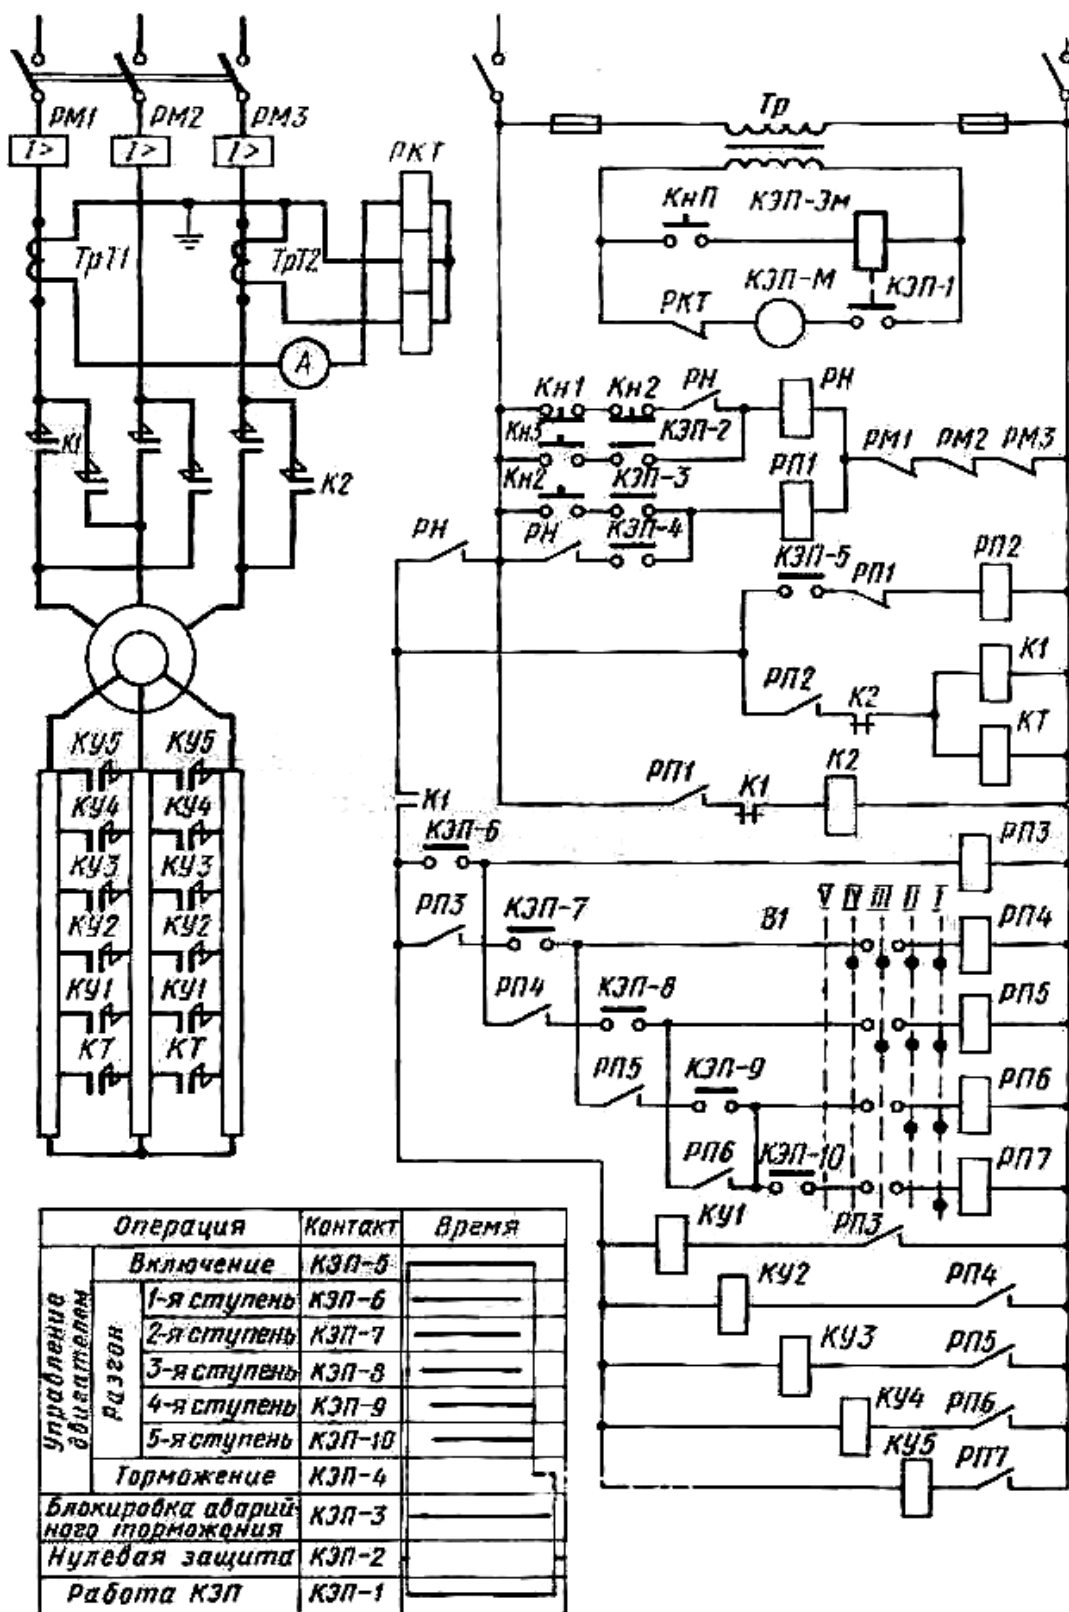 РМ1 РМ2 РМ3
I> I> I>
РКТ
Тр
КнП КЭП-Эм
ТрТ1 ТрТ2
КЭП-М КЭП-1
РКТ
А
Кн1 Кн2 РН РН
Кн3 КЭП-2
РМ1 РМ2 РМ3
К1 К2
Кн2 КЭП-3 РП1
РН РН КЭП-4
КЭП-5 РП1 РП2
К1
РП2 К2
КТ
КУ5 КУ5
РП1 К1 К2
КУ4 КУ4
К1
КЭП-6 РП3
КУ3 КУ3
РП3 КЭП-7 В1 V IV III II I РП4
КУ2 КУ2
РП4 КЭП-8 РП5
КУ1 КУ1
КТ КТ
РП5 КЭП-9 РП6
РП6 КЭП-10 РП7
КУ1 РП3
КУ2 РП4
КУ3 РП5
КУ4 РП6
КУ5 РП7
Операция Контакт Время
Управление двигателем
Включение КЭП-5
разгон
1-я ступень КЭП-6
2-я ступень КЭП-7
3-я ступень КЭП-8
4-я ступень КЭП-9
5-я ступень КЭП-10
Торможение КЭП-4
Блокировка аварий-
ного торможения КЭП-3
Нулевая защита КЭП-2
Работа КЭП КЭП-1